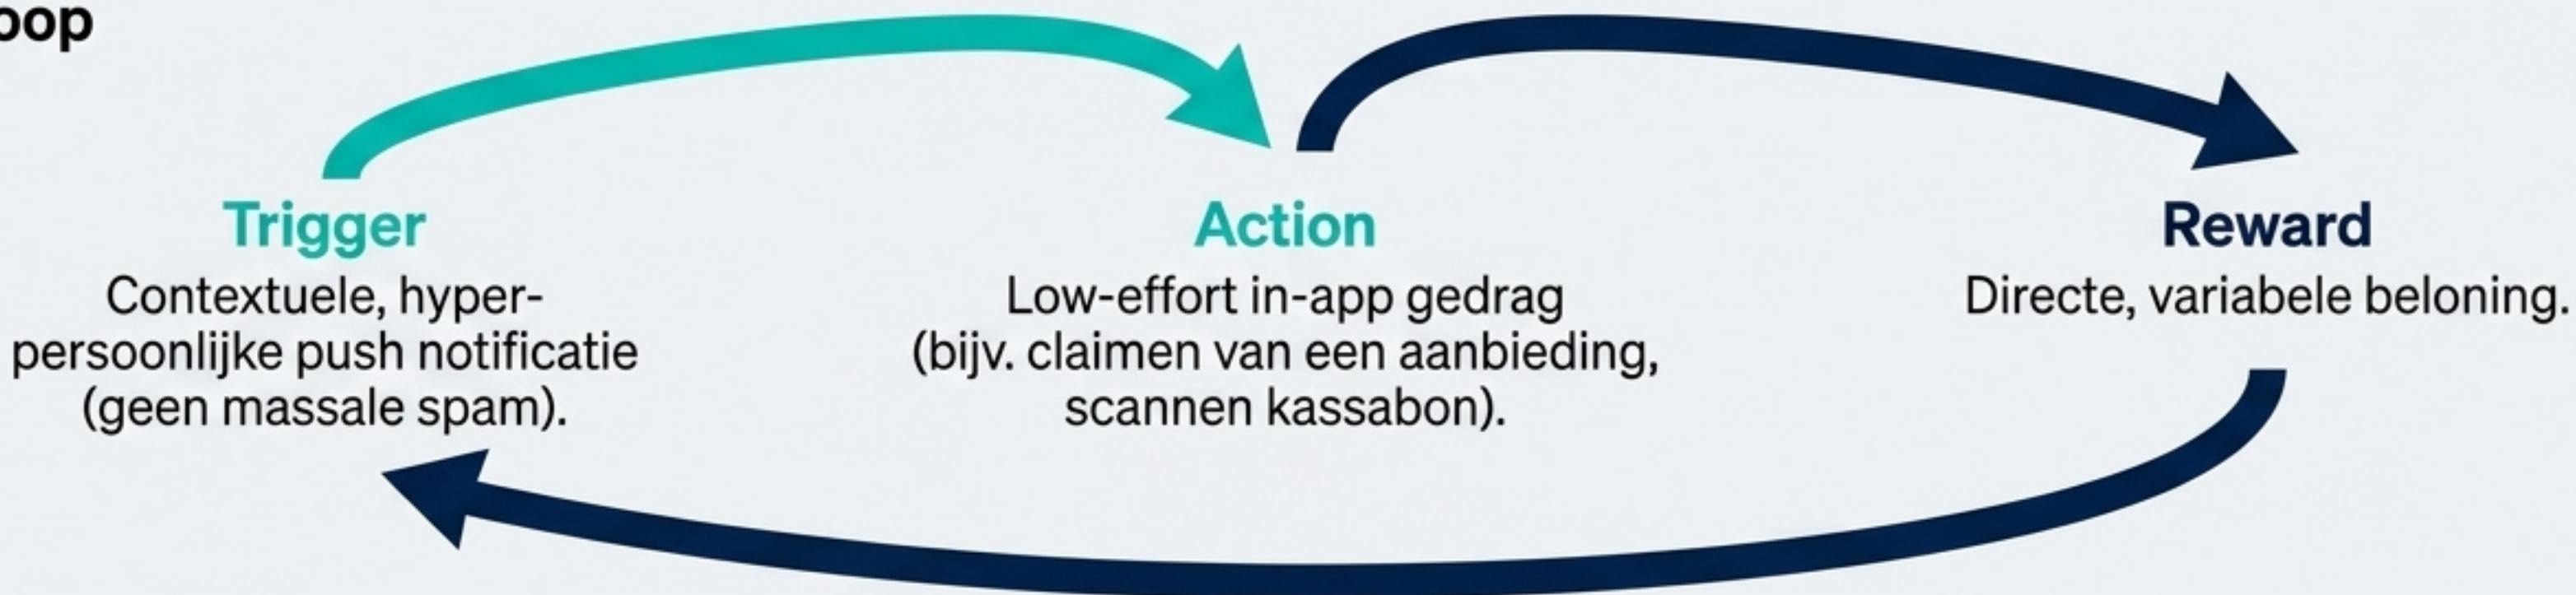 Trigger
Contextuele, hyper-
persoonlijke push notificatie
(geen massale spam).
Action
Low-effort in-app gedrag
(bijv. claimen van een aanbieding,
scannen kassabon).
Reward
Directe, variabele beloning.